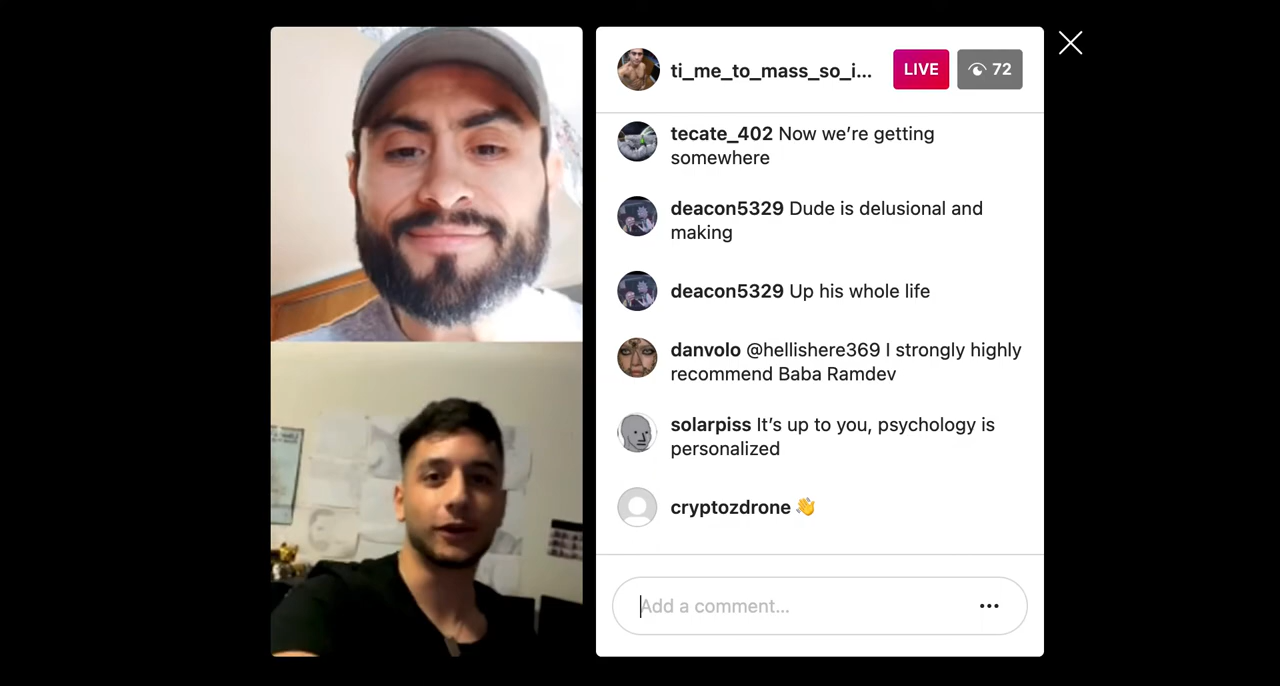 ti_me_to_mass_so_i...
LIVE
72
tecate_402 Now we’re getting
somewhere
deacon5329 Dude is delusional and
making
deacon5329 Up his whole life
danvolo @hellishere369 I strongly highly
recommend Baba Ramdev
solarpiss It’s up to you, psychology is
personalized
cryptozdrone 👋
Add a comment...